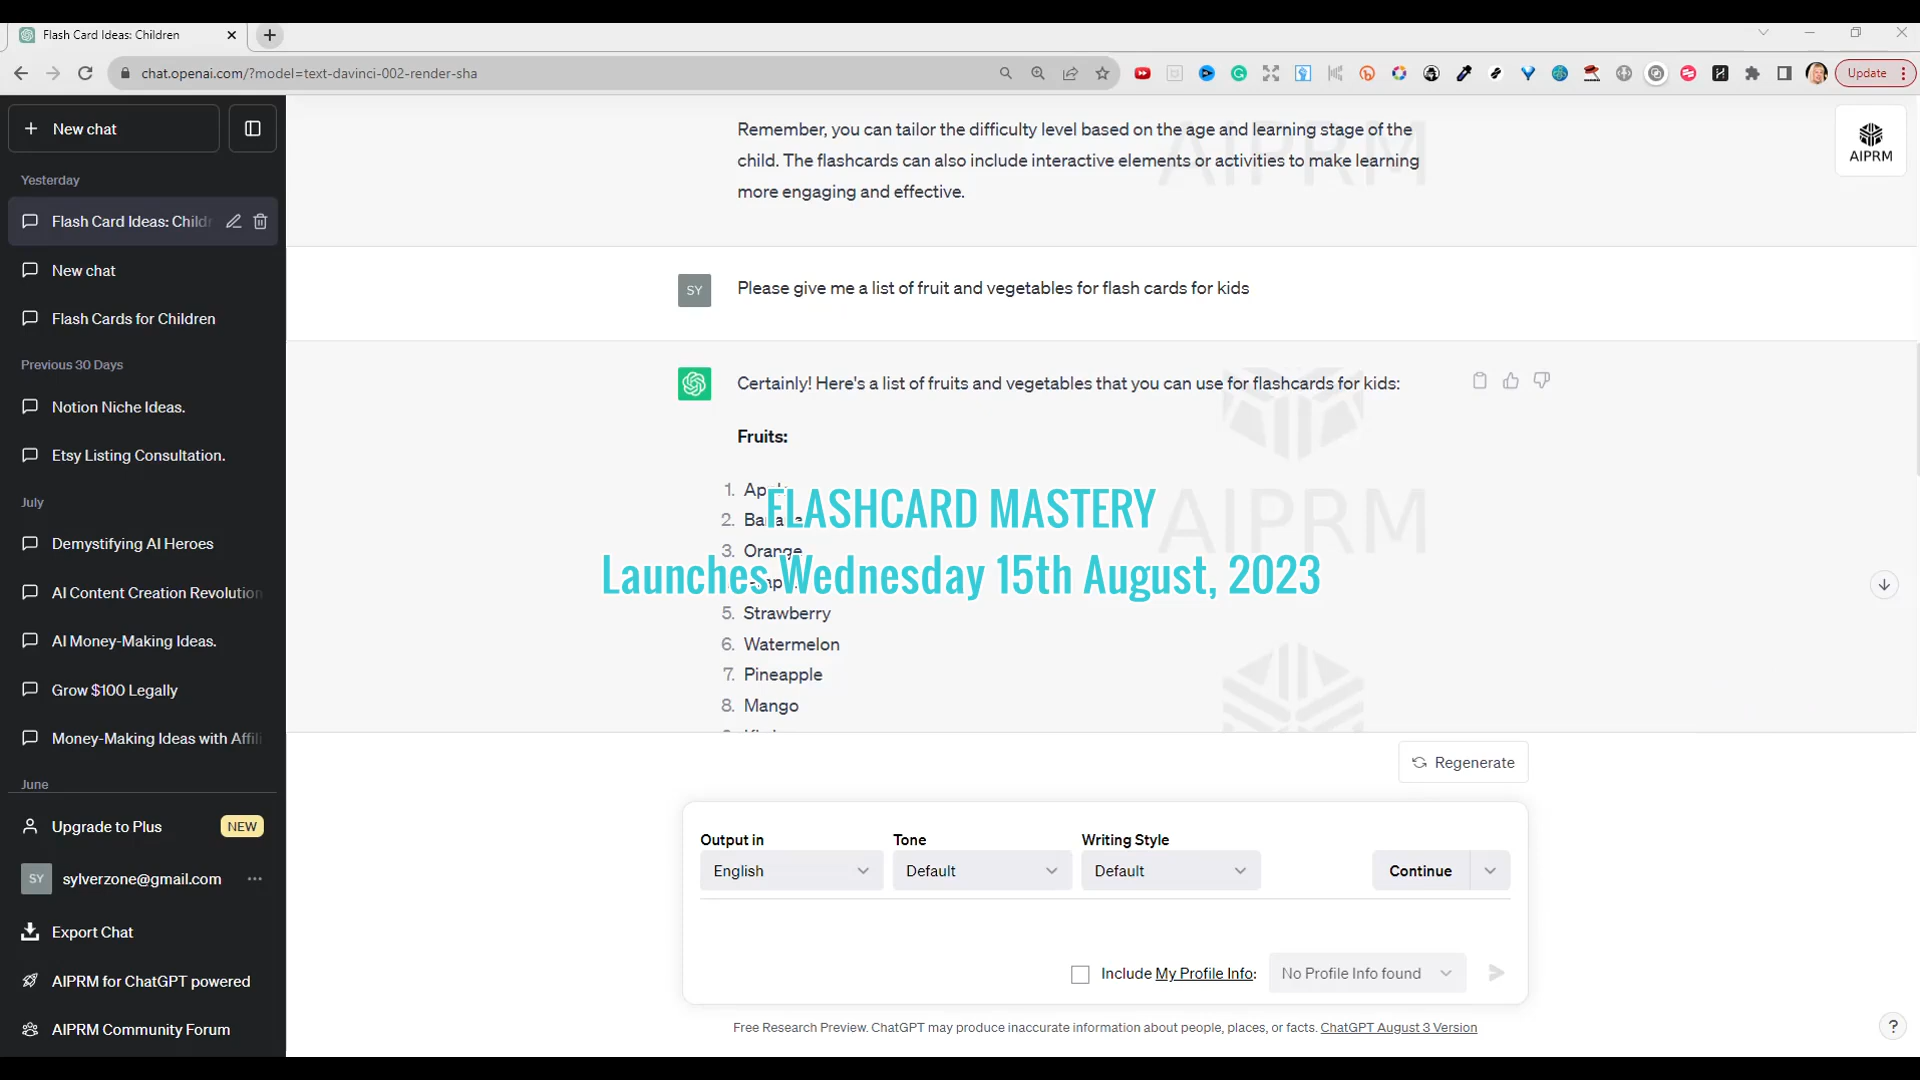 Flash Card Ideas: Children
chat.openai.com/?model=text-davinci-002-render-sha
Update
New chat
Yesterday
Flash Card Ideas: Childr
New chat
Flash Cards for Children
Previous 30 Days
Notion Niche Ideas.
Etsy Listing Consultation.
July
Demystifying AI Heroes
AI Content Creation Revolution
AI Money-Making Ideas.
Grow $100 Legally
Money-Making Ideas with Affili
June
Upgrade to Plus
NEW
SY
sylverzone@gmail.com
Export Chat
AIPRM for ChatGPT powered
AIPRM Community Forum
Remember, you can tailor the difficulty level based on the age and learning stage of the
child. The flashcards can also include interactive elements or activities to make learning
more engaging and effective.
AIPRM
AIPRM
SY
Please give me a list of fruit and vegetables for flash cards for kids
Certainly! Here's a list of fruits and vegetables that you can use for flashcards for kids:
Fruits:
1.
2.
3. Orange
FLASHCARD MASTERY
Launches Wednesday 15th August, 2023
AIPRM
5. Strawberry
6. Watermelon
7. Pineapple
8. Mango
Regenerate
Output in
Tone
Writing Style
English
Default
Default
Continue
Include My Profile Info:
No Profile Info found
Free Research Preview. ChatGPT may produce inaccurate information about people, places, or facts. ChatGPT August 3 Version
?